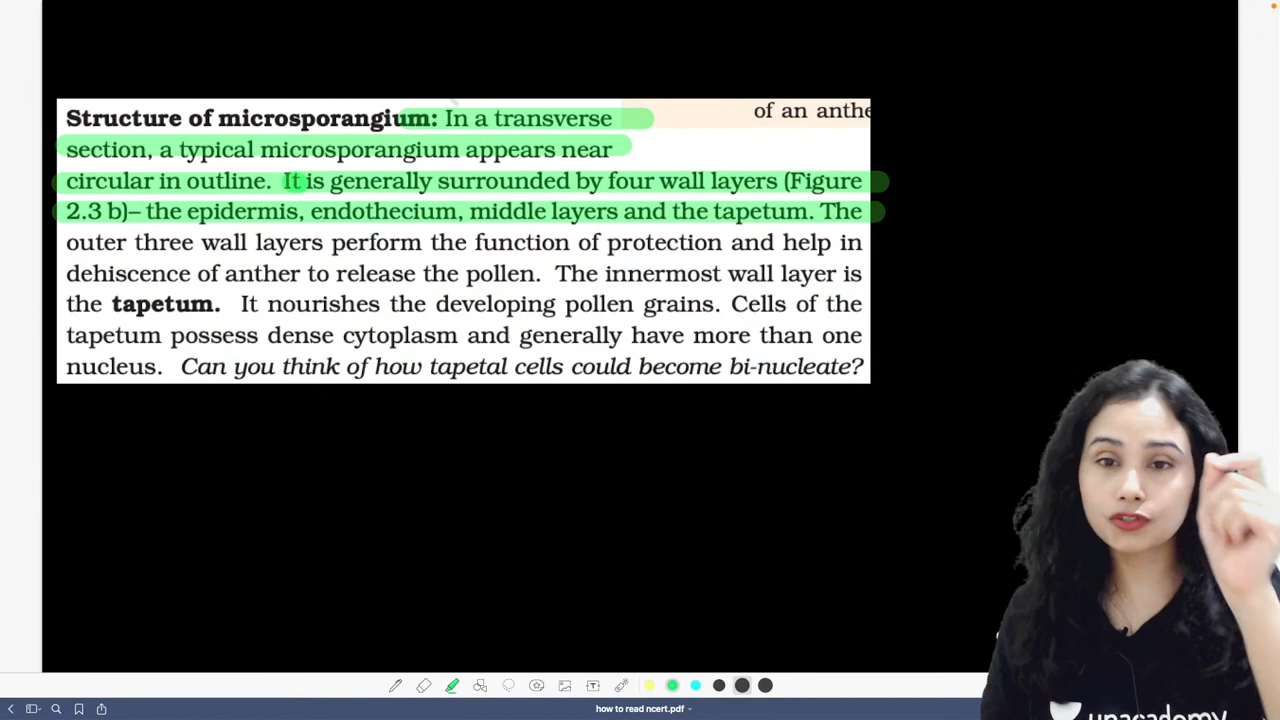 of an anthe
Structure of microsporangium: In a transverse
section, a typical microsporangium appears near
circular in outline. It is generally surrounded by four wall layers (Figure
2.3 b)– the epidermis, endothecium, middle layers and the tapetum. The
outer three wall layers perform the function of protection and help in
dehiscence of anther to release the pollen. The innermost wall layer is
the tapetum. It nourishes the developing pollen grains. Cells of the
tapetum possess dense cytoplasm and generally have more than one
nucleus. Can you think of how tapetal cells could become bi-nucleate?
how to read ncert.pdf
unacademy